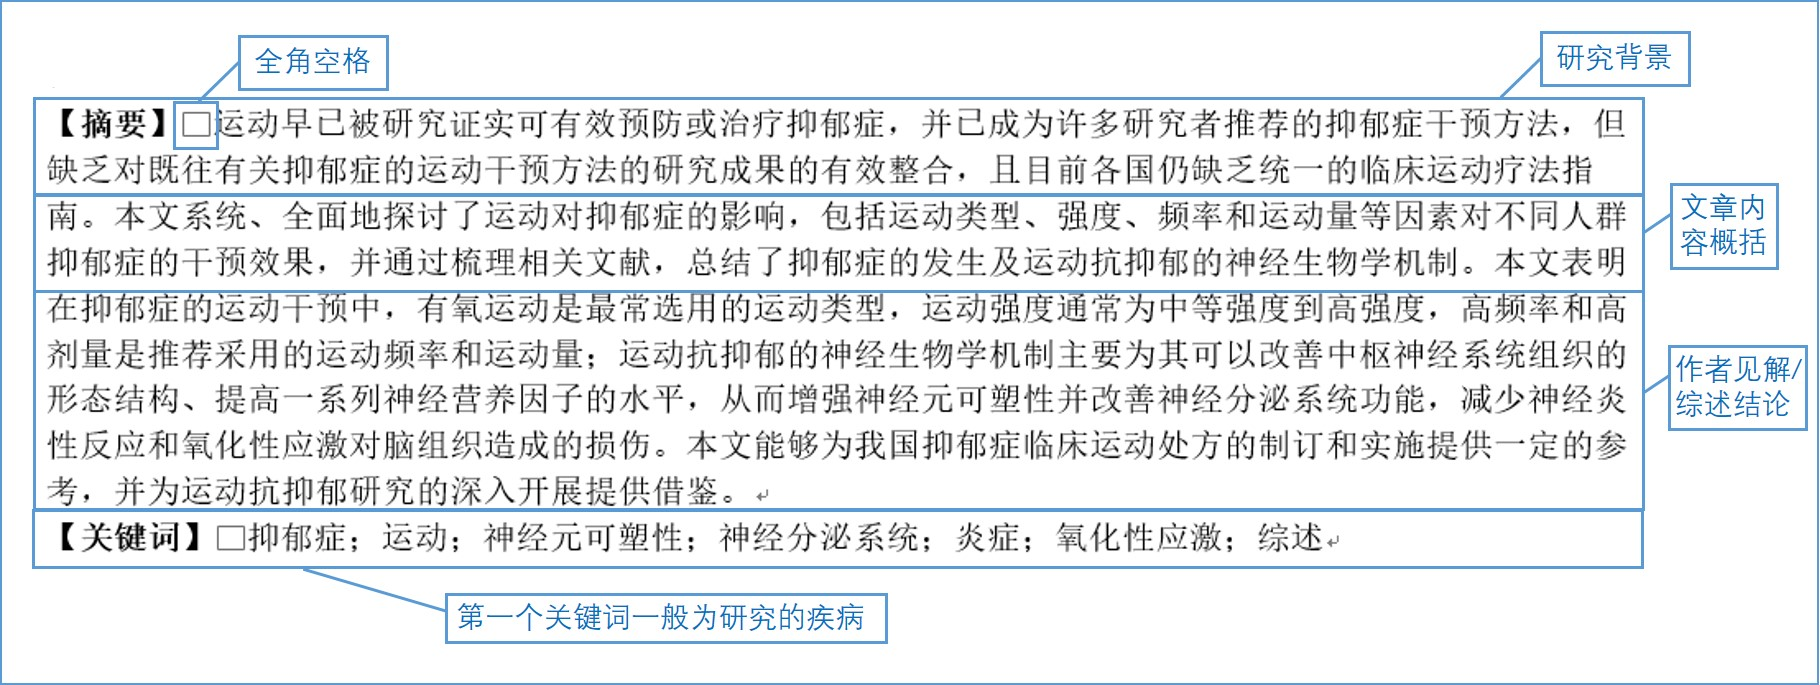 全角空格
研究背景
【摘要】□运动早已被研究证实可有效预防或治疗抑郁症，并已成为许多研究者推荐的抑郁症干预方法，但
缺乏对既往有关抑郁症的运动干预方法的研究成果的有效整合，且目前各国仍缺乏统一的临床运动疗法指
南。本文系统、全面地探讨了运动对抑郁症的影响，包括运动类型、强度、频率和运动量等因素对不同人群
抑郁症的干预效果，并通过梳理相关文献，总结了抑郁症的发生及运动抗抑郁的神经生物学机制。本文表明
文章内
容概括
在抑郁症的运动干预中，有氧运动是最常选用的运动类型，运动强度通常为中等强度到高强度，高频率和高
剂量是推荐采用的运动频率和运动量；运动抗抑郁的神经生物学机制主要为其可以改善中枢神经系统组织的
形态结构、提高一系列神经营养因子的水平，从而增强神经元可塑性并改善神经分泌系统功能，减少神经炎
性反应和氧化性应激对脑组织造成的损伤。本文能够为我国抑郁症临床运动处方的制订和实施提供一定的参
考，并为运动抗抑郁研究的深入开展提供借鉴。
作者见解/
综述结论
【关键词】□抑郁症；运动；神经元可塑性；神经分泌系统；炎症；氧化性应激；综述
第一个关键词一般为研究的疾病